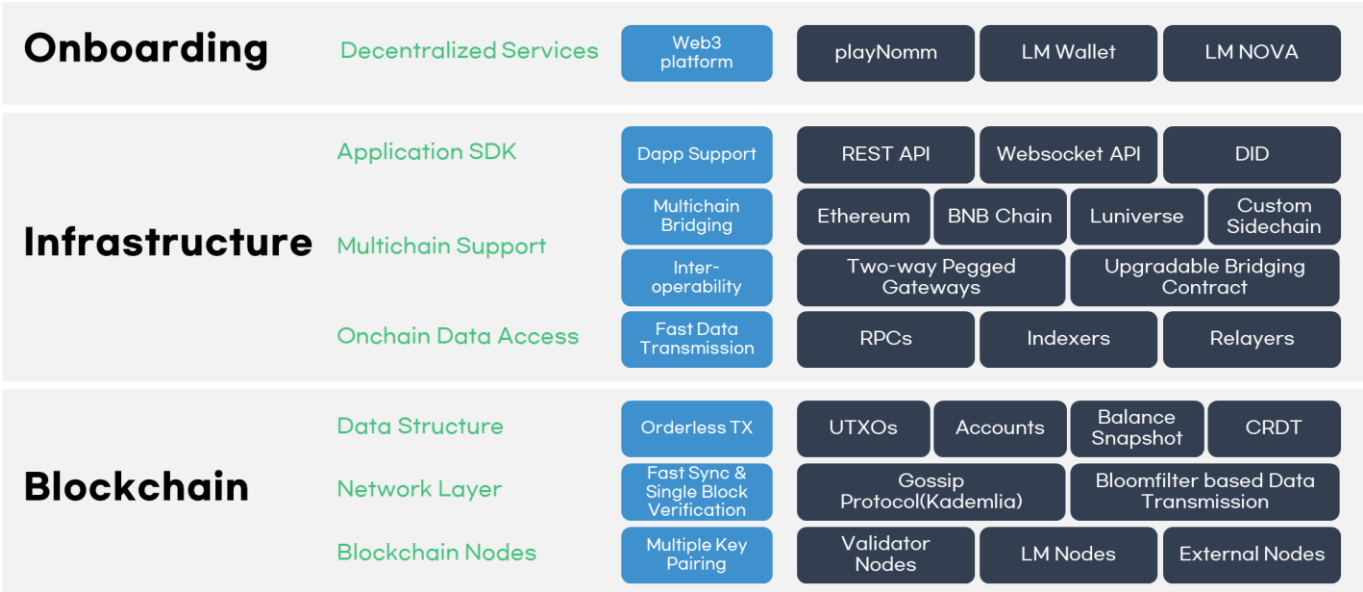 Onboarding
Decentralized Services
Web3
platform
playNomm
LM Wallet
LM NOVA
Infrastructure
Application SDK
Dapp Support
REST API
Websocket API
DID
Multichain Support
Multichain
Bridging
Ethereum
BNB Chain
Luniverse
Custom
Sidechain
Inter-
operability
Two-way Pegged
Gateways
Upgradable Bridging
Contract
Onchain Data Access
Fast Data
Transmission
RPCs
Indexers
Relayers
Blockchain
Data Structure
Orderless TX
UTXOs
Accounts
Balance
Snapshot
CRDT
Network Layer
Fast Sync &
Single Block
Verification
Gossip
Protocol(Kademlia)
Bloomfilter based Data
Transmission
Blockchain Nodes
Multiple Key
Pairing
Validator
Nodes
LM Nodes
External Nodes